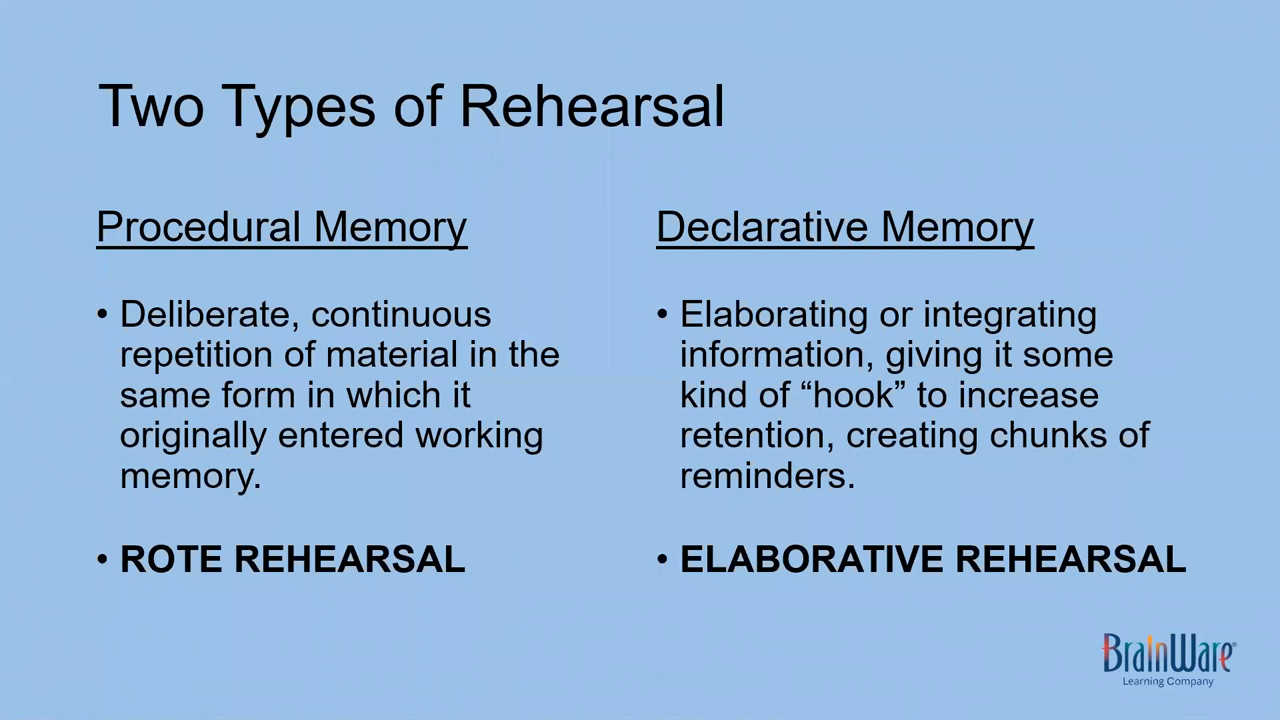 Two Types of Rehearsal
Procedural Memory
• Deliberate, continuous
repetition of material in the
same form in which it
originally entered working
memory.
• ROTE REHEARSAL
Declarative Memory
• Elaborating or integrating
information, giving it some
kind of “hook” to increase
retention, creating chunks of
reminders.
• ELABORATIVE REHEARSAL
BrainWare®
Learning Company